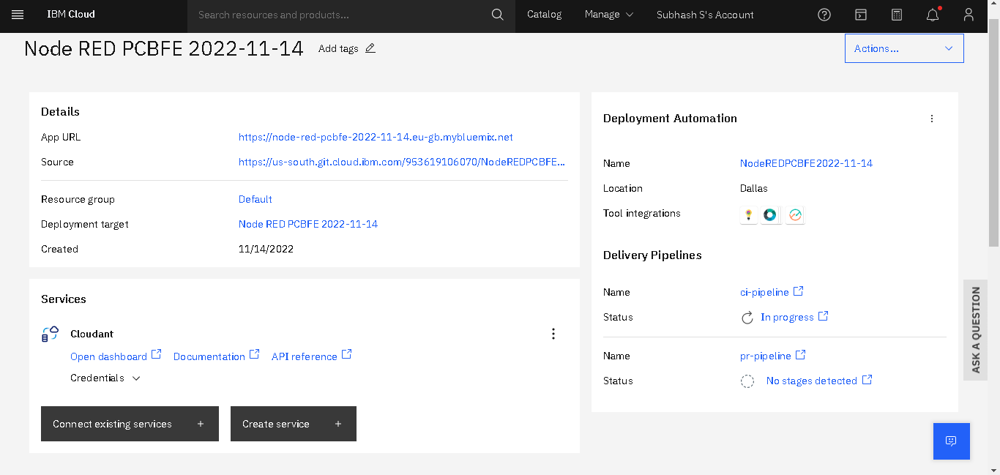 IBM Cloud
Search resources and products...
Catalog
Manage
Subhash S's Account
Node RED PCBFE 2022-11-14
Add tags
Actions...
Details
App URL
https://node-red-pcbfe-2022-11-14.eu-gb.mybluemix.net
Source
https://us-south.git.cloud.ibm.com/953619106070/NodeREDPCBFE...
Resource group
Default
Deployment target
Node RED PCBFE 2022-11-14
Created
11/14/2022
Services
Cloudant
Open dashboard
Documentation
API reference
Credentials
Connect existing services +
Create service +
Deployment Automation
Name
NodeREDPCBFE2022-11-14
Location
Dallas
Tool integrations
Delivery Pipelines
Name
ci-pipeline
Status
In progress
Name
pr-pipeline
Status
No stages detected
ASK A QUESTION